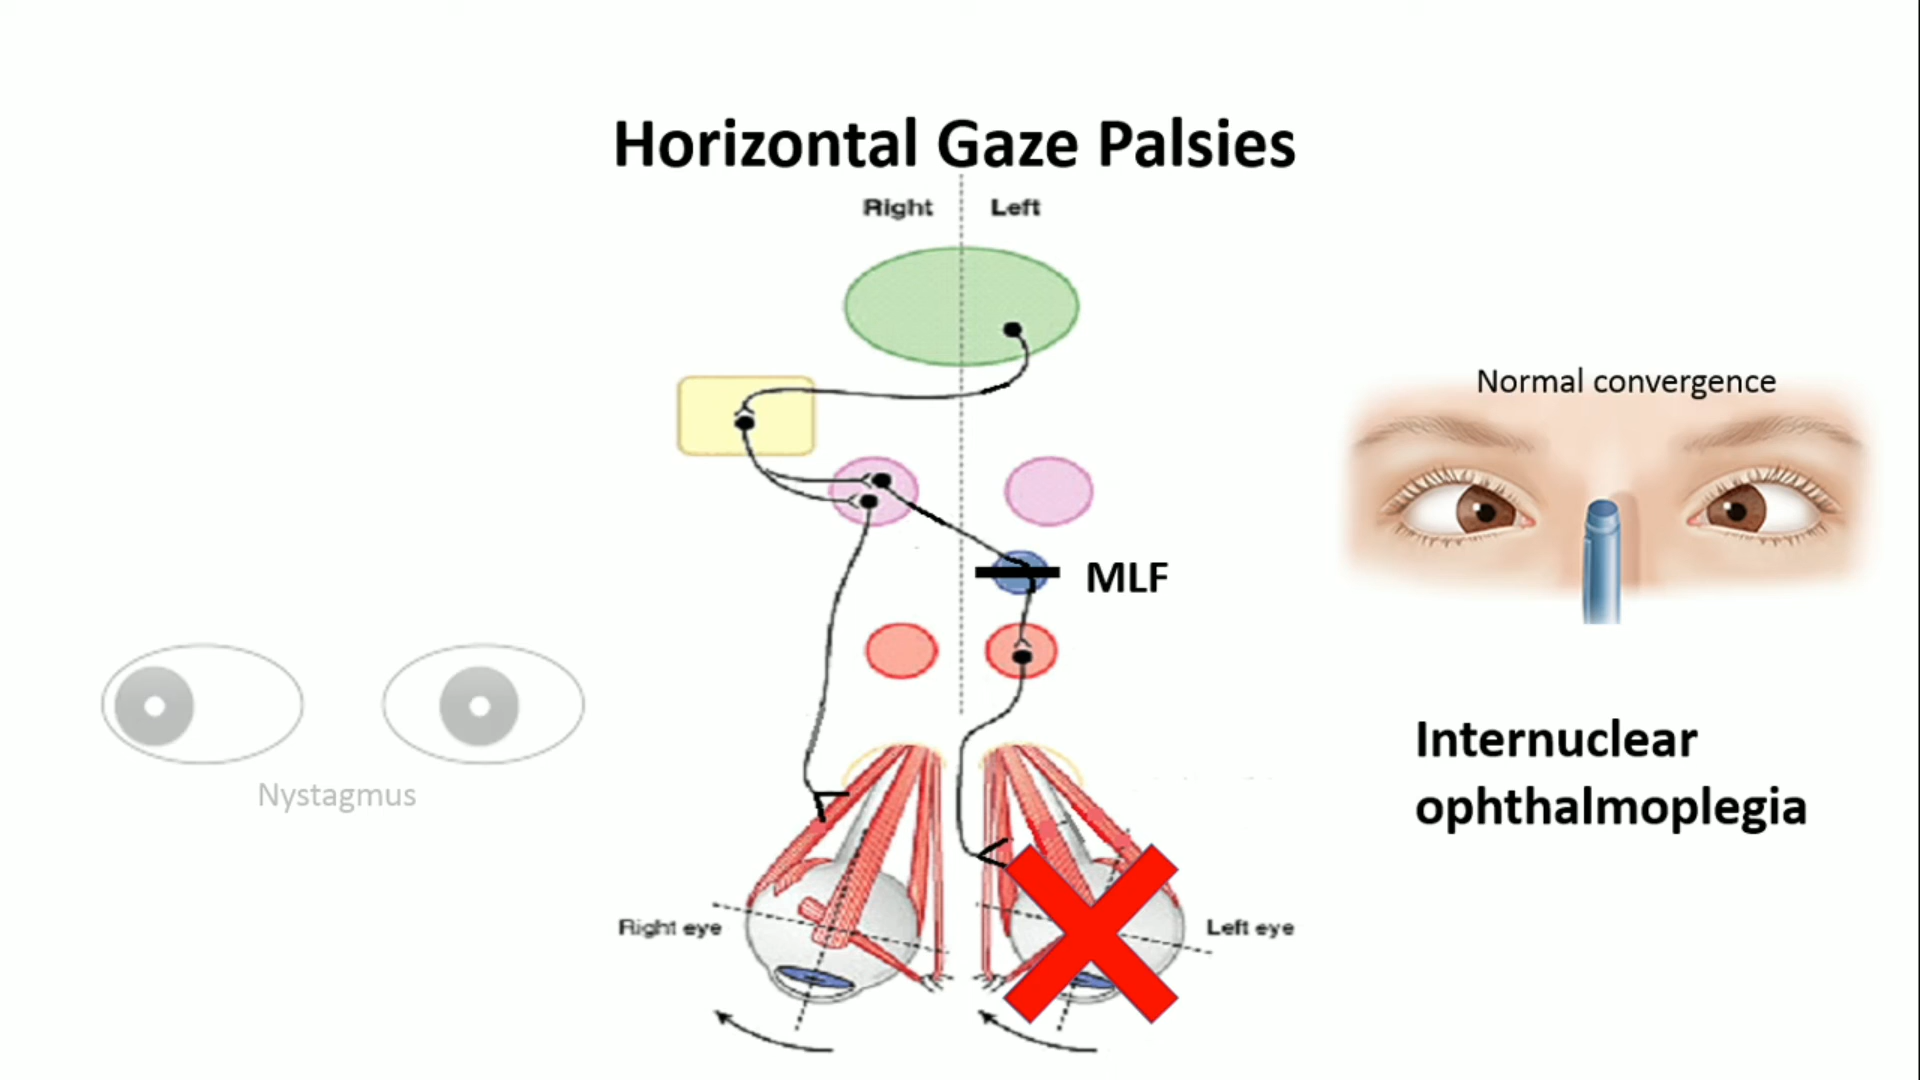 Horizontal Gaze Palsies
Right
Left
Normal convergence
MLF
Nystagmus
Internuclear
ophthalmoplegia
Right eye
Left eye